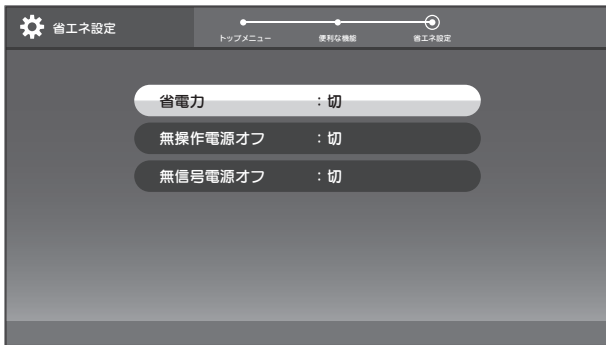 省エネ設定
トップメニュー 便利な機能 省エネ設定
省電力 :切
無操作電源オフ :切
無信号電源オフ :切